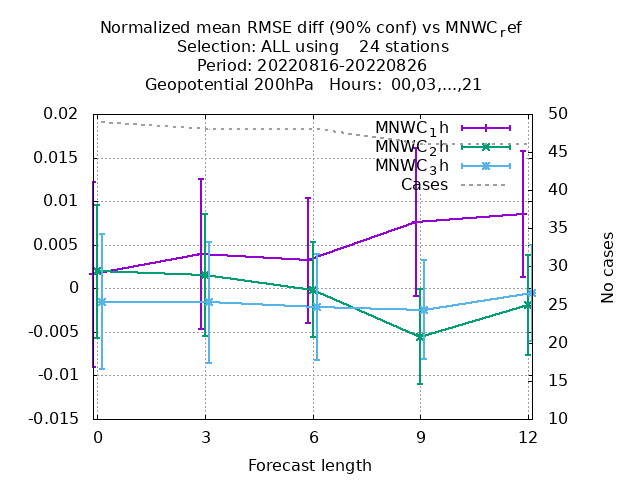 Normalized mean RMSE diff (90% conf) vs MNWC_ref
Selection: ALL using 24 stations
Period: 20220816-20220826
Geopotential 200hPa Hours: 00,03,...,21
0.02
0.015
0.01
0.005
0
-0.005
-0.01
-0.015
50
45
40
35
30
25
20
15
10
MNWC_1h
MNWC_2h
MNWC_3h
Cases
No cases
0 3 6 9 12
Forecast length